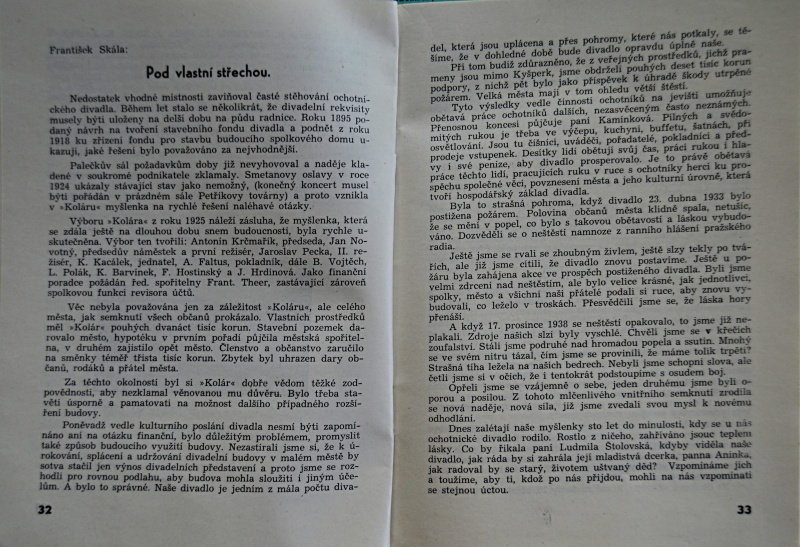 František Skála:
Pod vlastní střechou.
Nedostatek vhodné místnosti zaviňoval časté stěhování ochotni-
ckého divadla. Během let stalo se několikrát, že divadelní rekvisity
musely býti uloženy na delší dobu na půdu radnice. Roku 1895 po-
daný návrh na tvoření stavebního fondu divadla a podnět z roku
1918 ku zřízení fondu pro stavbu budoucího spolkového domu u-
kazují, jaké řešení bylo považováno za nejvhodnější.
Palečkův sál požadavkům doby již nevyhovoval a naděje kla-
dené v soukromé podnikatele zklamaly. Smetanovy oslavy v roce
1924 ukázaly stávající stav jako nemožný, (konečný koncert musel
býti pořádán v prázdném sále Petříkovy továrny) a proto vznikla
v »Koláru« myšlenka na rychlé řešení naléhavé otázky.
Výboru »Kolára« z roku 1925 náleží zásluha, že myšlenka, která
se zdála ještě na dlouhou dobu snem budoucnosti, byla rychle u-
skutečněna. Výbor ten tvořili: Antonín Krčmařík, předseda, Jan No-
votný, předsedův náměstek a první režisér, Jaroslav Pecka, II. re-
žisér, K. Kacálek, jednatel, A. Faltus, pokladník, dále B. Vojtěch,
L. Polák, K. Barvínek, F. Hostinský a J. Hrdinová. Jako finanční
poradce požádán řed. spořitelny Frant. Theer, zastávající zároveň
spolkovou funkci revisora účtů.
Věc nebyla považována jen za záležitost »Koláru«, ale celého
města, jak semknutí všech občanů prokázalo. Vlastních prostředků
měl »Kolár« pouhých dvanáct tisíc korun. Stavební pozemek da-
rovalo město, hypotéku v prvním pořadí půjčila městská spořitel-
na, v druhém zajistilo opět město. Členstvo a občanstvo zaručilo
na směnky téměř třista tisíc korun. Zbytek byl uhrazen dary ob-
čanů, rodáků a přátel města.
Za těchto okolností byl si »Kolár« dobře vědom těžké zod-
povědnosti, aby nezklamal věnovanou mu důvěru. Bylo třeba sta-
věti úsporně a pamatovati na možnost dalšího případného rozší-
ření budovy.
Poněvadž vedle kulturního poslání divadla nesmí býti zapomí-
náno ani na otázku finanční, bylo důležitým problémem, promyslit
také způsob budoucího využití budovy. Nezastírali jsme si, že k ú-
rokování, splácení a udržování divadelní budovy v malém městě by
sotva stačil jen výnos divadelních představení a proto jsme se roz-
hodli pro rovnou podlahu, aby budova mohla sloužiti i jiným úče-
lům. A bylo to správné. Naše divadlo je jedním z mála počtu diva-
32
del, která jsou uplácena a přes pohromy, které nás potkaly, se tě-
šíme, že v dohledné době bude divadlo opravdu úplně naše.
Při tom budiž zdůrazněno, že z veřejných prostředků, jichž pra-
meny jsou mimo Kyšperk, jsme obdrželi pouhých deset tisíc korun
podpory, z nichž pět bylo jako příspěvek k úhradě škody utrpěné
požárem. Velká města mají v tom ohledu větší štěstí.
Tyto výsledky vedle činnosti ochotníků na jevišti umožňuje
obětavá práce ochotníků dalších, nezasvěceným často neznámých.
Přenosnou koncesi půjčuje paní Kamínková. Pilných a svědo-
mitých rukou je třeba ve výčepu, kuchyni, buffetu, šatnách, při
osvětlování. Jsou tu čišníci, uváděči, pořadatelé, pokladníci a před-
prodeje vstupenek. Desítky lidí obětují svůj čas, práci rukou i hla-
vy i své peníze, aby divadlo prosperovalo. Je to právě obětavá
práce těchto lidí, pracujících ruku v ruce s ochotníky herci ku pro-
spěchu společné věci, povznesení města a jeho kulturní úrovně, která
tvoří hospodářský základ divadla.
Byla to strašná pohroma, když divadlo 23. dubna 1933 bylo
postižena požárem. Polovina občanů města klidně spala, netušíc,
že se mění v popel, co bylo s takovou obětavostí a láskou vybudo-
váno. Dozvěděli se o neštěstí namnoze z ranního hlášení pražského
radia.
Ještě jsme se rvali se zhoubným živlem, ještě slzy tekly po tvá-
řích, ale již jsme cítili, že divadlo znovu postavíme. Ještě u po-
žáru byla zahájena akce ve prospěch postiženého divadla. Byli jsme
velmi zdrceni nad neštěstím, ale bylo velice krásné, jak jednotlivci,
spolky, město a všichni naši přátelé podali si ruce, aby znovu vy-
budovali, co leželo v troskách. Přesvědčili jsme se, že láska hory
přenáší.
A když 17. prosince 1938 se neštěstí opakovalo, to jsme již ne-
plakali. Zdroje našich slzí byly vyschlé. Chvěli jsme se v křečích
zoufalství. Stáli jsme podruhé nad hromadou popela a ssutin. Mnohý
se ve svém nitru tázal, čím jsme se provinili, že máme tolik trpěti?
Strašná tíha ležela na našich bedrech. Nebyli jsme schopni slova, ale
četli jsme si v očích, že i tentokrát podstoupíme s osudem boj.
Opřeli jsme se vzájemně o sebe, jeden druhému jsme byli o-
porou a posilou. Z tohoto mlčenlivého vnitřního semknutí zrodila
se nová naděje, nová síla, již jsme zvedali svou mysl k novému
odhodlání.
Dnes zalétají naše myšlenky sto let do minulosti, kdy se u nás
ochotnické divadlo rodilo. Rostlo z ničeho, zahříváno jsouc teplem
lásky. Co by říkala paní Ludmila Stolovská, kdyby viděla naše
divadlo, jak ráda by si zahrála její mladistvá dcerka, panna Aninka,
jak radoval by se starý, životem uštvaný děd? Vzpomínáme jich
a toužíme, aby ti, kdož po nás přijdou, mohli na nás vzpomínati
se stejnou úctou.
33